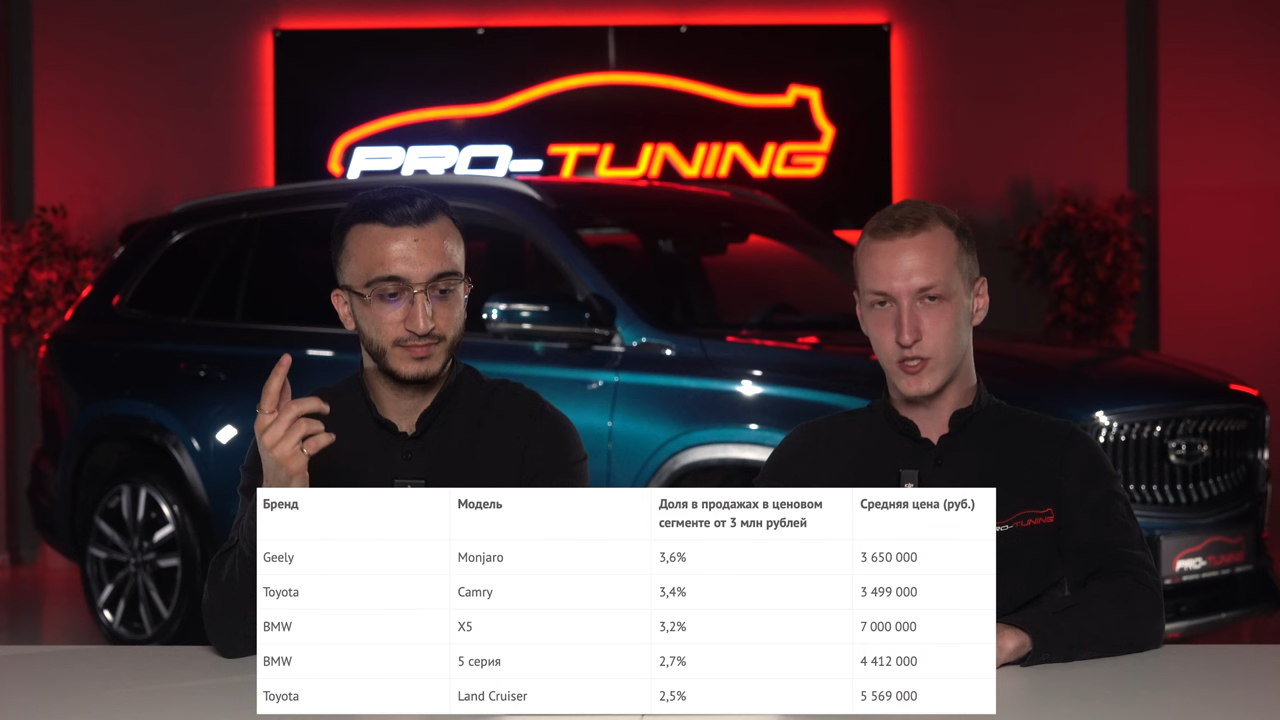 PRO-TUNING
Бренд Модель Доля в продажах в ценовом сегменте от 3 млн рублей Средняя цена (руб.)
Geely Monjaro 3,6% 3 650 000
Toyota Camry 3,4% 3 499 000
BMW X5 3,2% 7 000 000
BMW 5 серия 2,7% 4 412 000
Toyota Land Cruiser 2,5% 5 569 000
PRO-TUNING